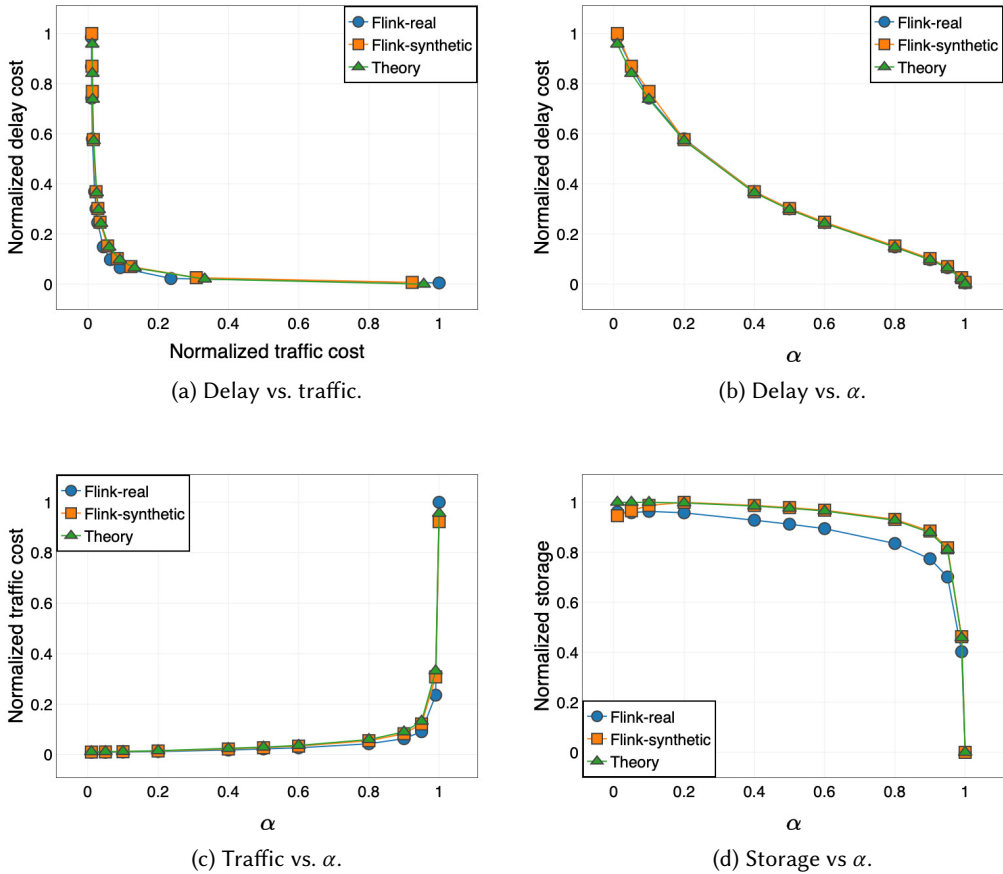 Flink-real
Flink-synthetic
Theory
1
0.8
0.6
0.4
0.2
0
Normalized delay cost
0 0.2 0.4 0.6 0.8 1
Normalized traffic cost
(a) Delay vs. traffic.
Flink-real
Flink-synthetic
Theory
1
0.8
0.6
0.4
0.2
0
Normalized delay cost
0 0.2 0.4 0.6 0.8 1
α
(b) Delay vs. α.
Flink-real
Flink-synthetic
Theory
1
0.8
0.6
0.4
0.2
0
Normalized traffic cost
0 0.2 0.4 0.6 0.8 1
α
(c) Traffic vs. α.
1
0.8
0.6
0.4
0.2
0
Normalized storage
Flink-real
Flink-synthetic
Theory
0 0.2 0.4 0.6 0.8 1
α
(d) Storage vs α.